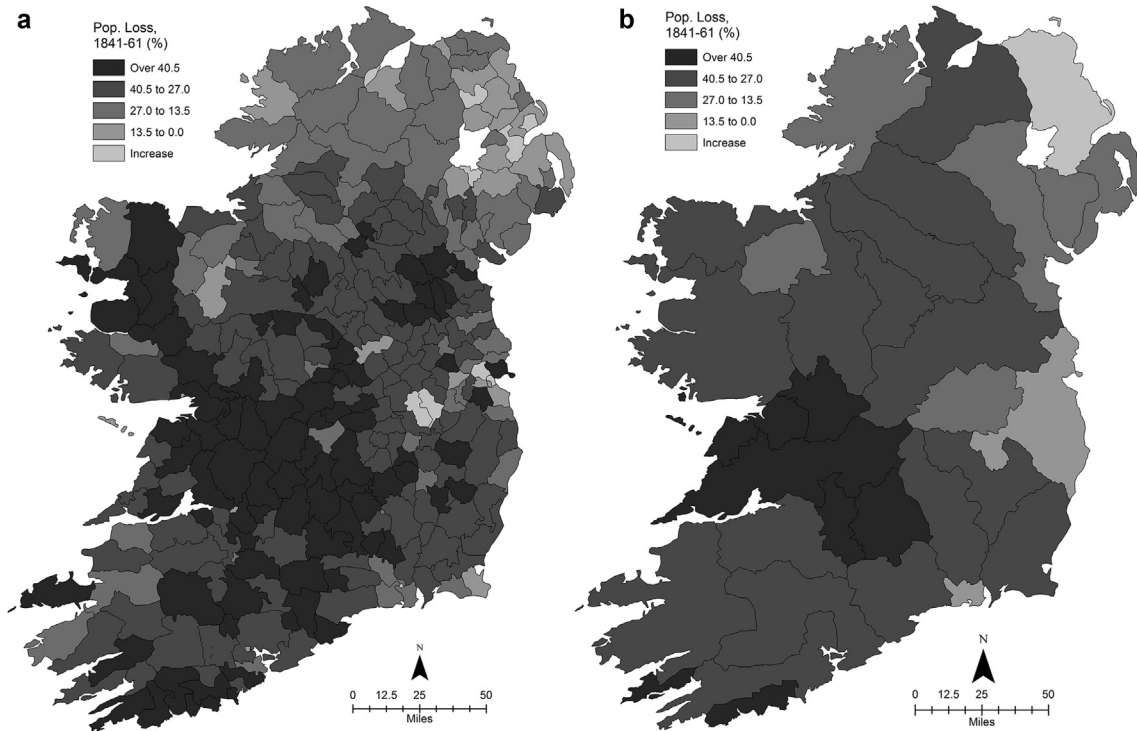 a
Pop. Loss,
1841-61 (%)
Over 40.5
40.5 to 27.0
27.0 to 13.5
13.5 to 0.0
Increase
N
0 12.5 25 50
Miles
b
Pop. Loss,
1841-61 (%)
Over 40.5
40.5 to 27.0
27.0 to 13.5
13.5 to 0.0
Increase
N
0 12.5 25 50
Miles